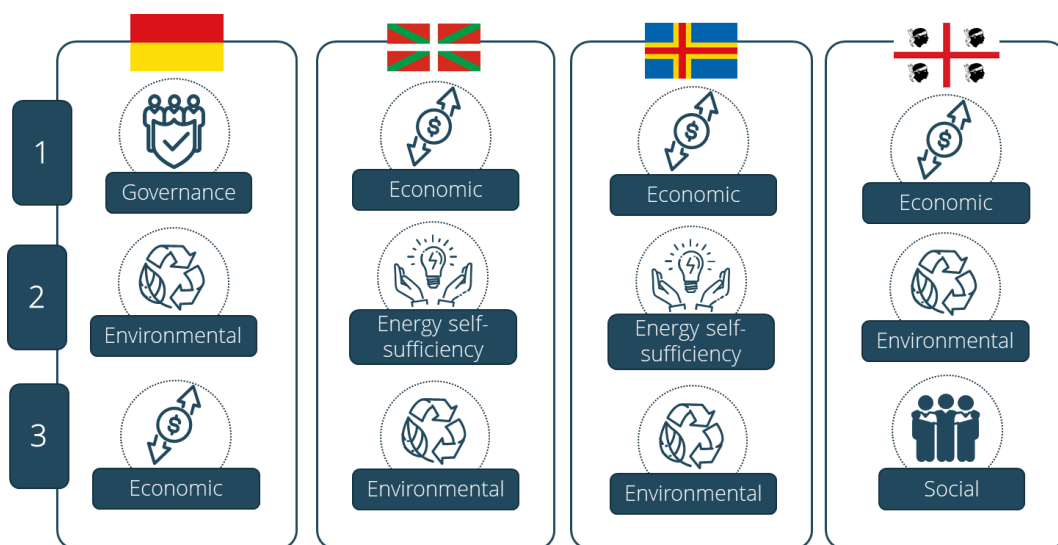 1
Governance
Economic
Economic
Economic
2
Environmental
Energy self-
sufficiency
Energy self-
sufficiency
Environmental
3
Economic
Environmental
Environmental
Social
$
$
$
$